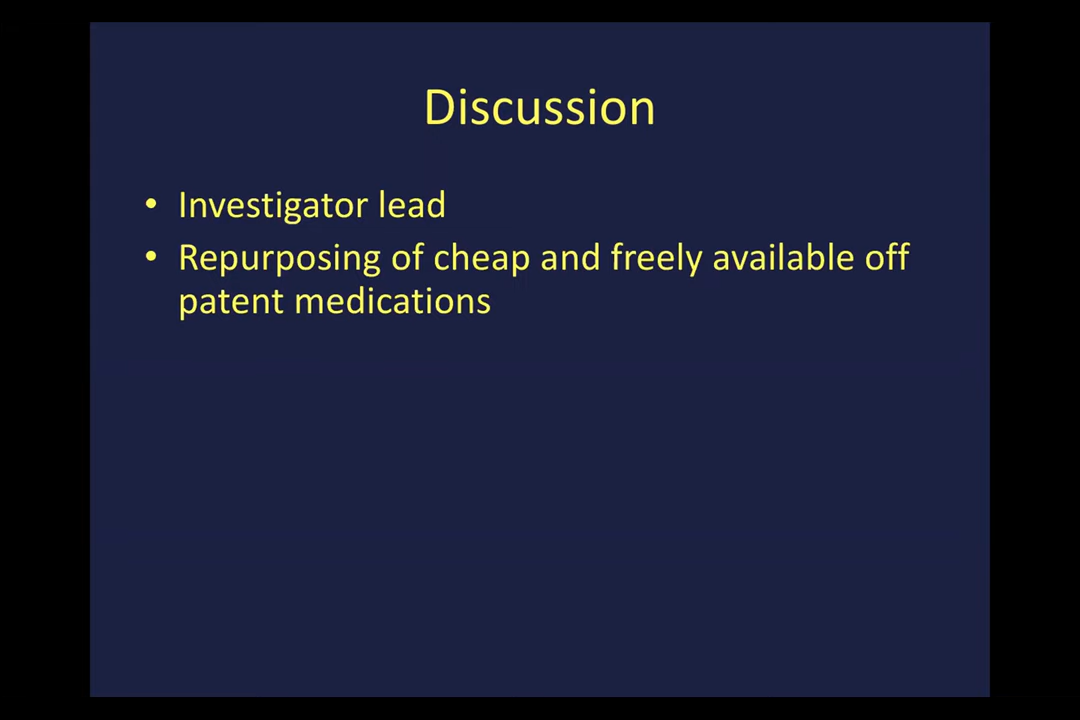 Discussion
• Investigator lead
• Repurposing of cheap and freely available off
patent medications